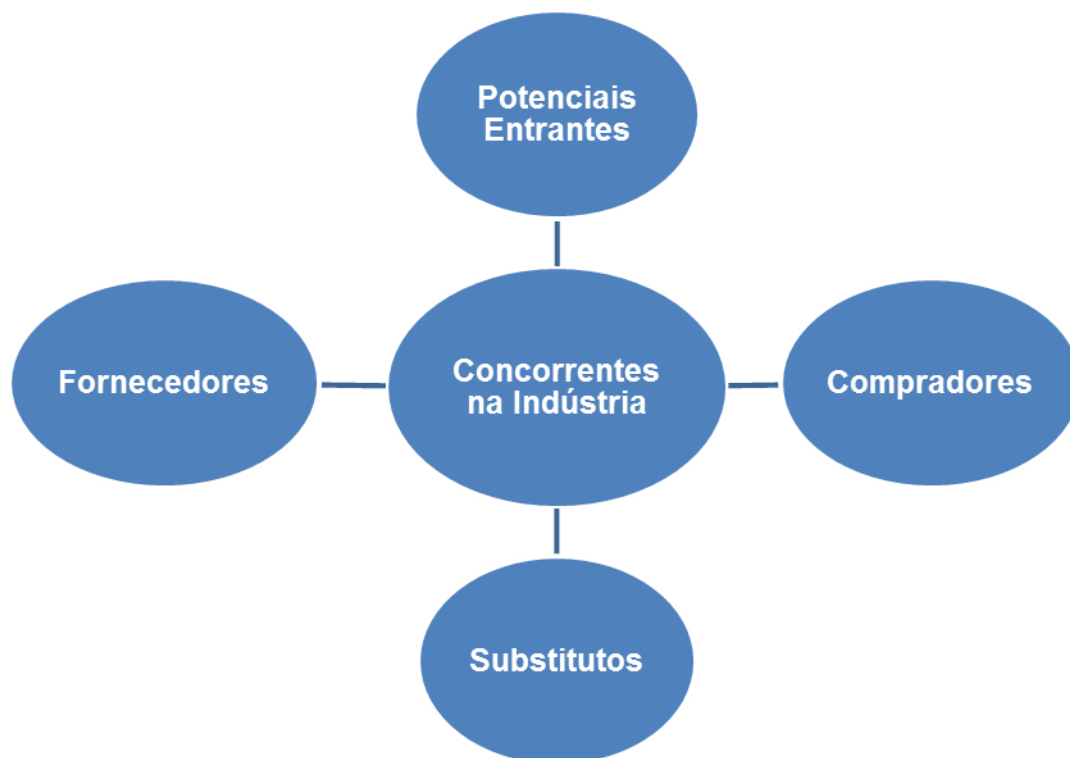 Potenciais
Entrantes
Fornecedores
Concorrentes
na Indústria
Compradores
Substitutos